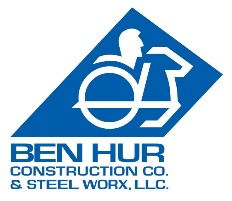 BEN HUR
CONSTRUCTION CO.
& STEEL WORX, LLC.